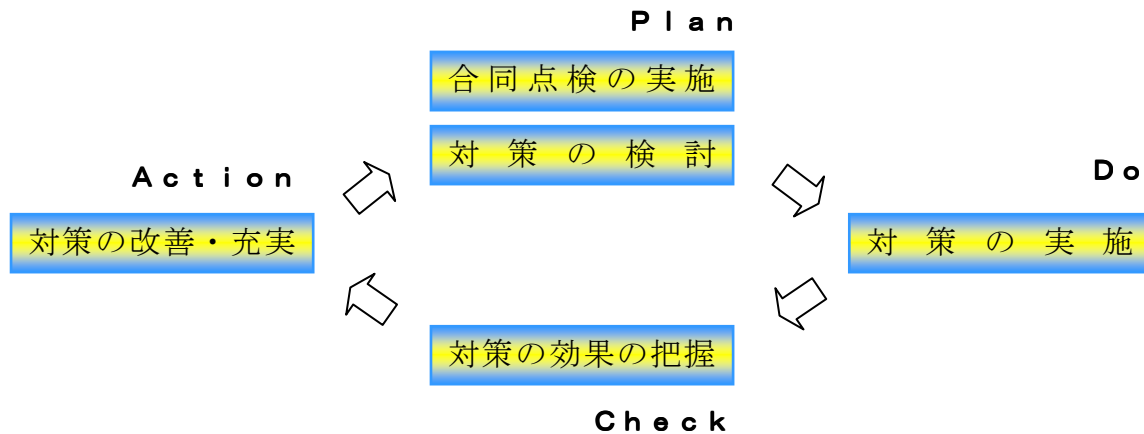 Ｐｌａｎ
合同点検の実施
対策の検討
Ａｃｔｉｏｎ
Ｄｏ
対策の改善・充実
対策の実施
対策の効果の把握
Ｃｈｅｃｋ